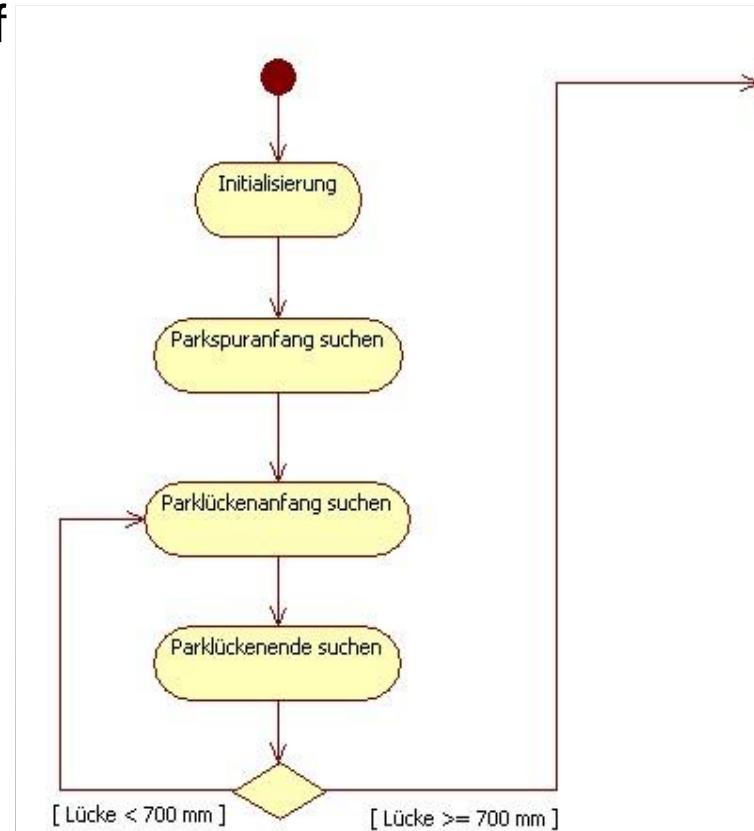 f
Initialisierung
Parkspuranfang suchen
Parklückenanfang suchen
Parklückenende suchen
[ Lücke < 700 mm ]
[ Lücke >= 700 mm ]